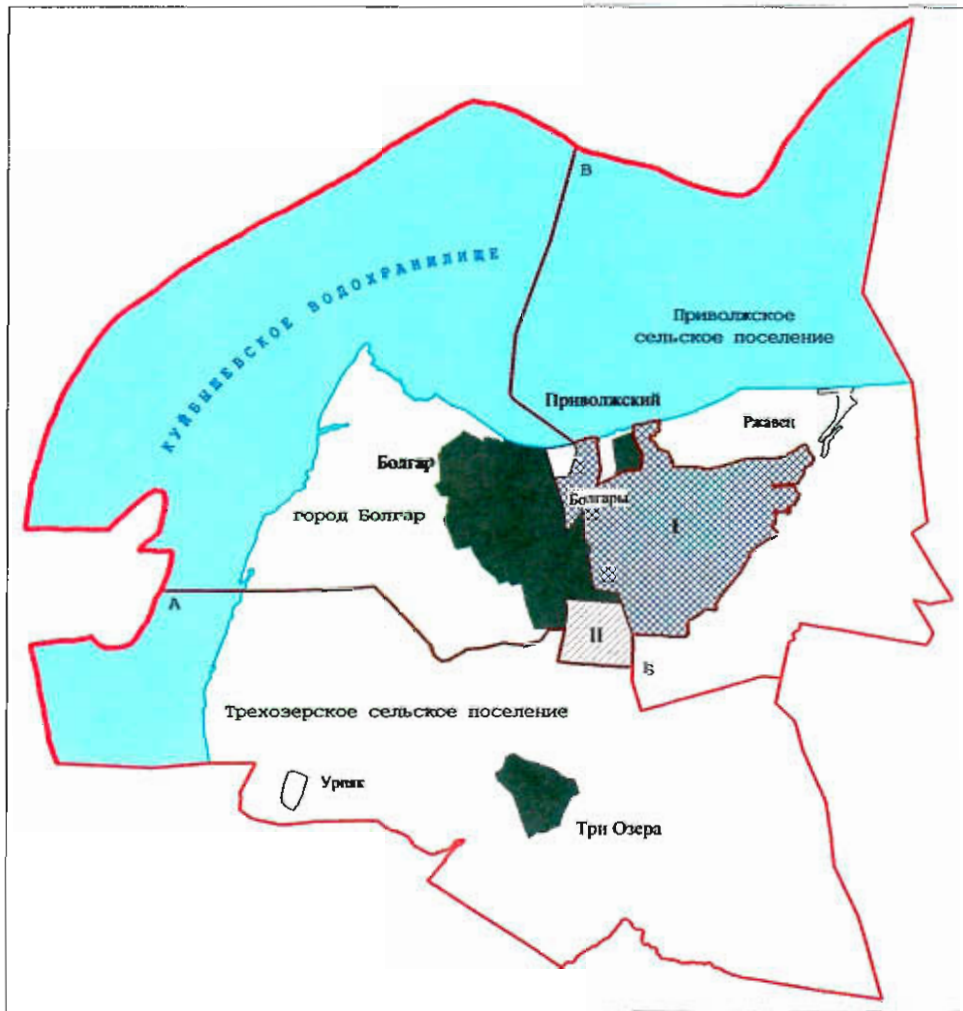 В
КУЙБЫШЕВСКОЕ ВОДОХРАНИЛИЩЕ
Приволжское
сельское поселение
Приволжский
Ржавец
Болгар
Болгары
город Болгар
I
А
II
Б
Трехозерское сельское поселение
Урняк
Три Озера